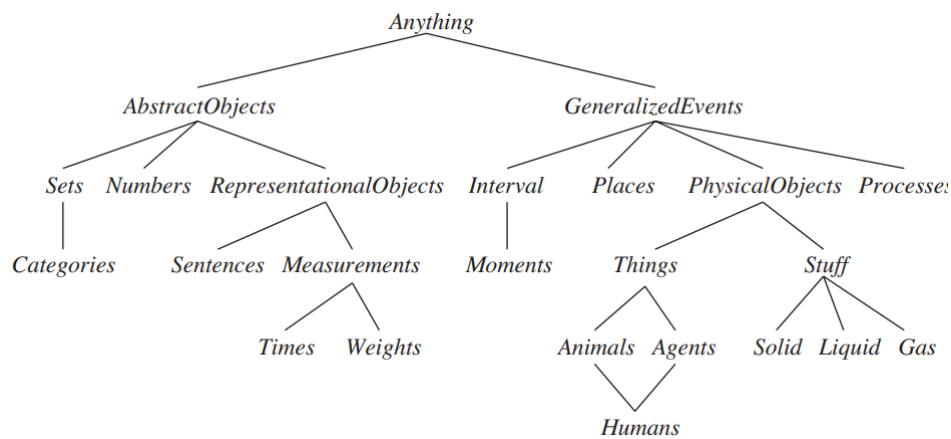 Anything
AbstractObjects GeneralizedEvents
Sets Numbers RepresentationalObjects Interval Places PhysicalObjects Processes
Categories Sentences Measurements Moments Things Stuff
Times Weights Animals Agents Solid Liquid Gas
Humans